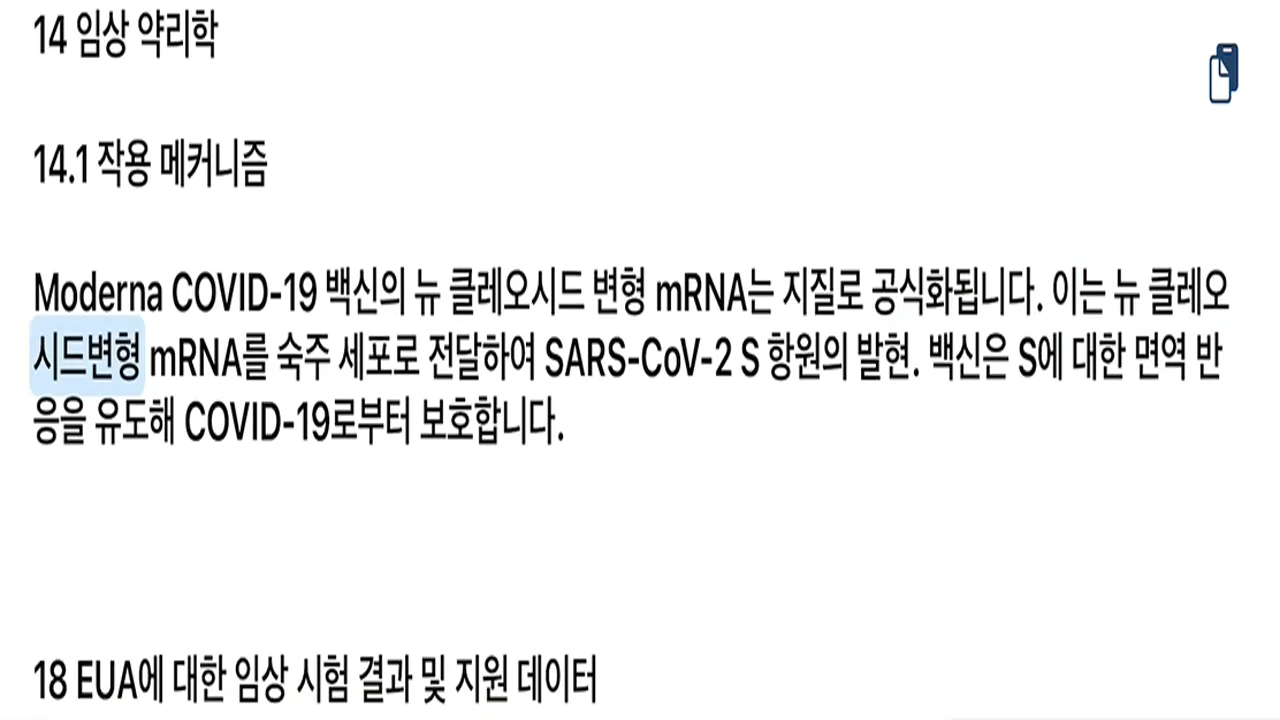 14 임상 약리학
14.1 작용 메커니즘
Moderna COVID-19 백신의 뉴 클레오시드 변형 mRNA는 지질로 공식화됩니다. 이는 뉴 클레오
시드변형 mRNA를 숙주 세포로 전달하여 SARS-CoV-2 S 항원의 발현. 백신은 S에 대한 면역 반
응을 유도해 COVID-19로부터 보호합니다.
18 EUA에 대한 임상 시험 결과 및 지원 데이터